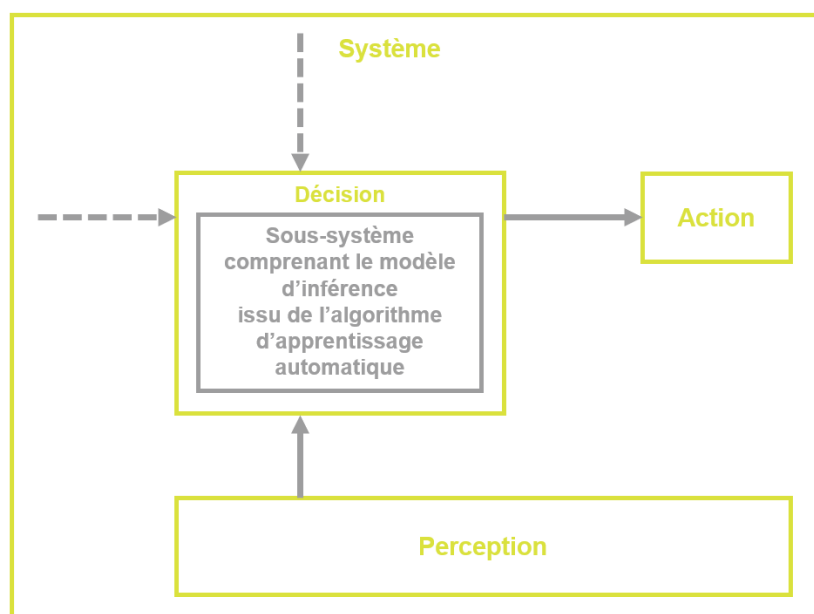 Système
Décision
Sous-système
comprenant le modèle
d’inférence
issu de l’algorithme
d’apprentissage
automatique
Action
Perception